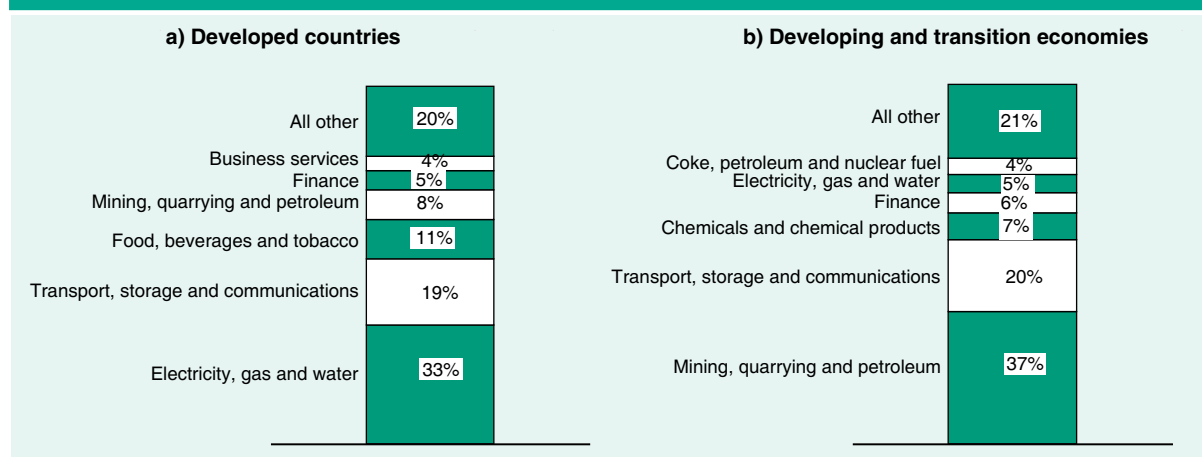 a) Developed countries
All other
20%
Business services
4%
Finance
5%
Mining, quarrying and petroleum
8%
Food, beverages and tobacco
11%
Transport, storage and communications
19%
Electricity, gas and water
33%
b) Developing and transition economies
All other
21%
Coke, petroleum and nuclear fuel
4%
Electricity, gas and water
5%
Finance
6%
Chemicals and chemical products
7%
Transport, storage and communications
20%
Mining, quarrying and petroleum
37%